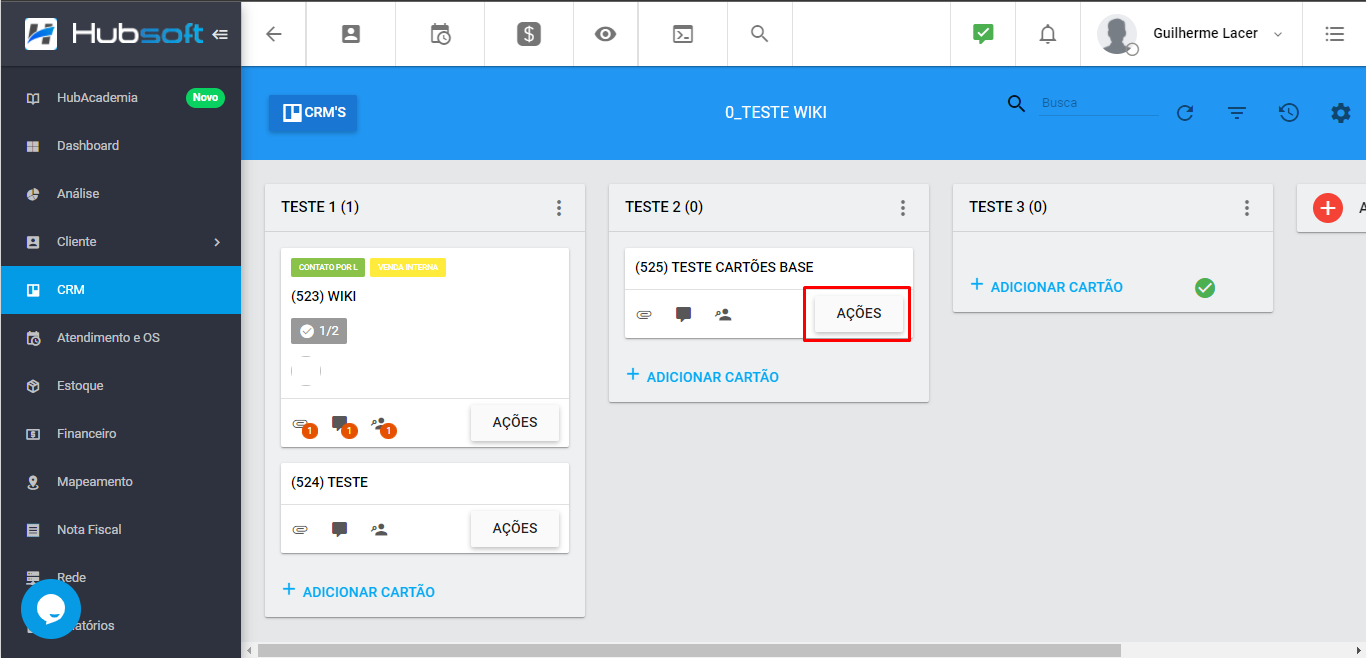 Hubsoft
Guilherme Lacer
HubAcademia Novo
Dashboard
Análise
Cliente
CRM
Atendimento e OS
Estoque
Financeiro
Mapeamento
Nota Fiscal
Rede
atórios
CRM'S
0_TESTE WIKI
Busca
TESTE 1 (1)
CONTATO POR L VENDA INTERNA
(523) WIKI
1/2
1 1 1 AÇÕES
(524) TESTE
AÇÕES
+ ADICIONAR CARTÃO
TESTE 2 (0)
(525) TESTE CARTÕES BASE
AÇÕES
+ ADICIONAR CARTÃO
TESTE 3 (0)
+ ADICIONAR CARTÃO
A